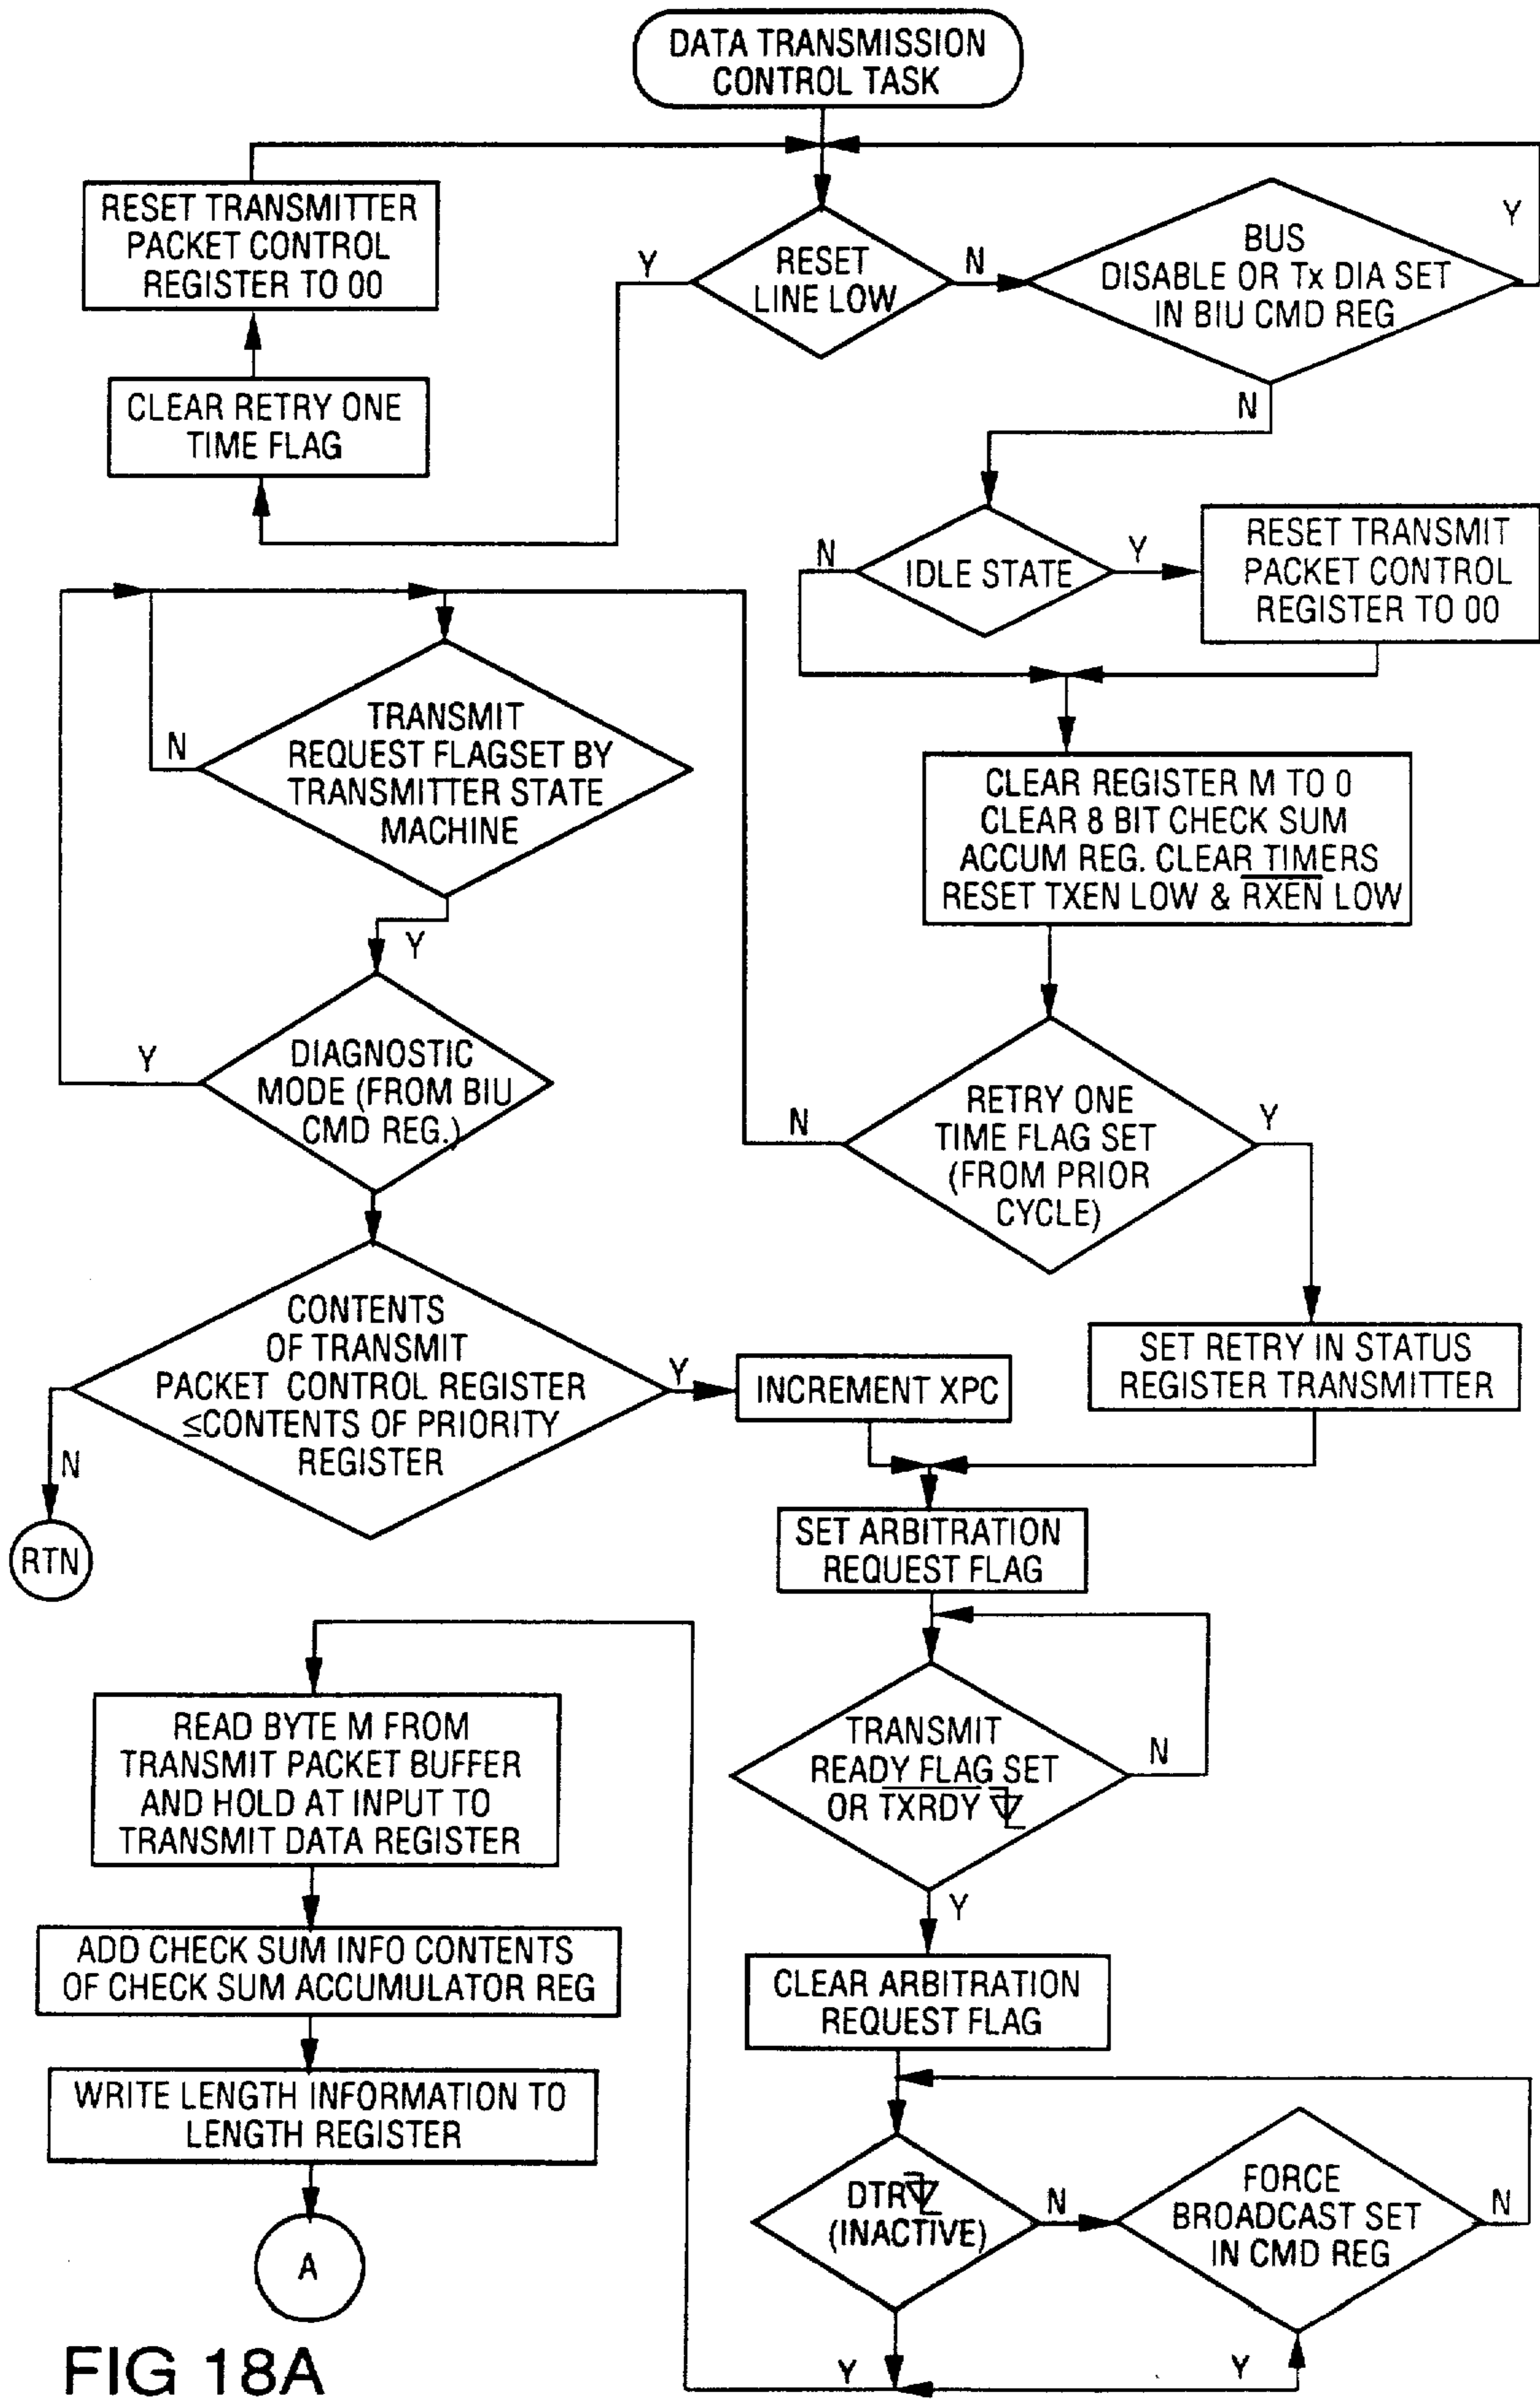 DATA TRANSMISSION
CONTROL TASK
RESET TRANSMITTER
PACKET CONTROL
REGISTER TO 00
Y
RESET
LINE LOW
N
BUS
DISABLE OR Tx DIA SET
IN BIU CMD REG
Y
N
CLEAR RETRY ONE
TIME FLAG
N
IDLE STATE
Y
RESET TRANSMIT
PACKET CONTROL
REGISTER TO 00
TRANSMIT
REQUEST FLAGSET BY
TRANSMITTER STATE
MACHINE
N
Y
CLEAR REGISTER M TO 0
CLEAR 8 BIT CHECK SUM
ACCUM REG. CLEAR TIMERS
RESET TXEN LOW & R̅X̅E̅N̅ LOW
DIAGNOSTIC
MODE (FROM BIU
CMD REG.)
Y
N
RETRY ONE
TIME FLAG SET
(FROM PRIOR
CYCLE)
Y
CONTENTS
OF TRANSMIT
PACKET CONTROL REGISTER
≤CONTENTS OF PRIORITY
REGISTER
Y
N
RTN
INCREMENT XPC
SET RETRY IN STATUS
REGISTER TRANSMITTER
SET ARBITRATION
REQUEST FLAG
TRANSMIT
READY FLAG SET
OR T̅X̅R̅D̅Y̅
N
Y
READ BYTE M FROM
TRANSMIT PACKET BUFFER
AND HOLD AT INPUT TO
TRANSMIT DATA REGISTER
ADD CHECK SUM INFO CONTENTS
OF CHECK SUM ACCUMULATOR REG
WRITE LENGTH INFORMATION TO
LENGTH REGISTER
A
CLEAR ARBITRATION
REQUEST FLAG
DTR
(INACTIVE)
N
FORCE
BROADCAST SET
IN CMD REG
N
Y
Y
FIG 18A